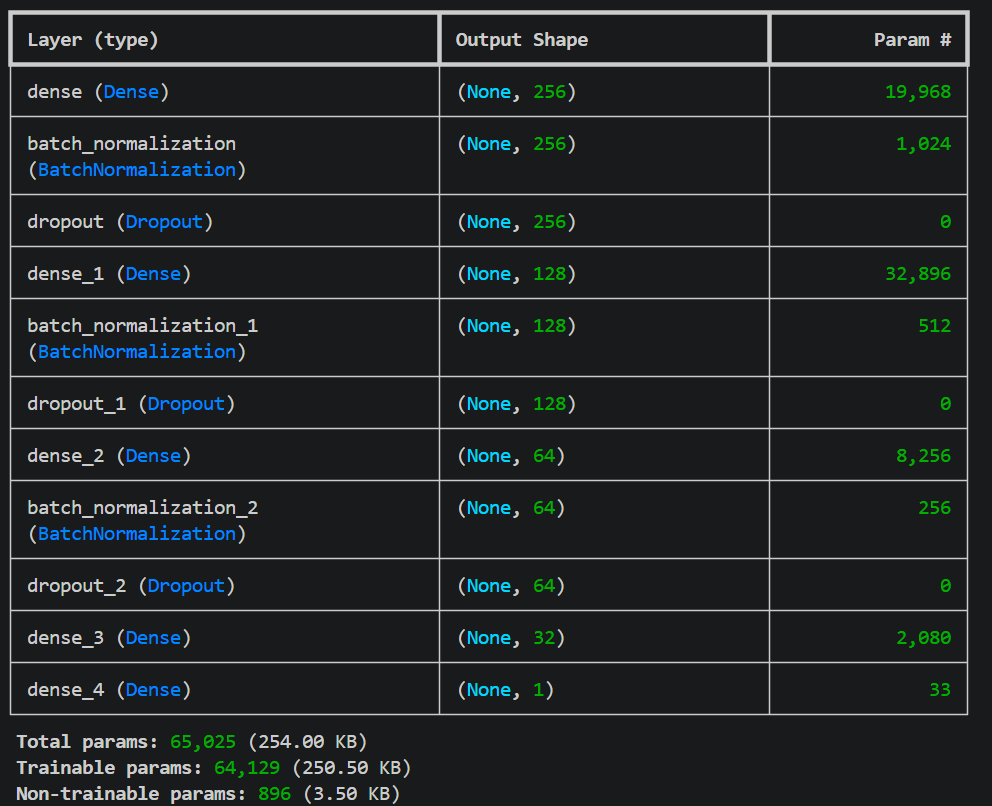 Layer (type) Output Shape Param #
dense (Dense) (None, 256) 19,968
batch_normalization (None, 256) 1,024
(BatchNormalization)
dropout (Dropout) (None, 256) 0
dense_1 (Dense) (None, 128) 32,896
batch_normalization_1 (None, 128) 512
(BatchNormalization)
dropout_1 (Dropout) (None, 128) 0
dense_2 (Dense) (None, 64) 8,256
batch_normalization_2 (None, 64) 256
(BatchNormalization)
dropout_2 (Dropout) (None, 64) 0
dense_3 (Dense) (None, 32) 2,080
dense_4 (Dense) (None, 1) 33
Total params: 65,025 (254.00 KB)
Trainable params: 64,129 (250.50 KB)
Non-trainable params: 896 (3.50 KB)